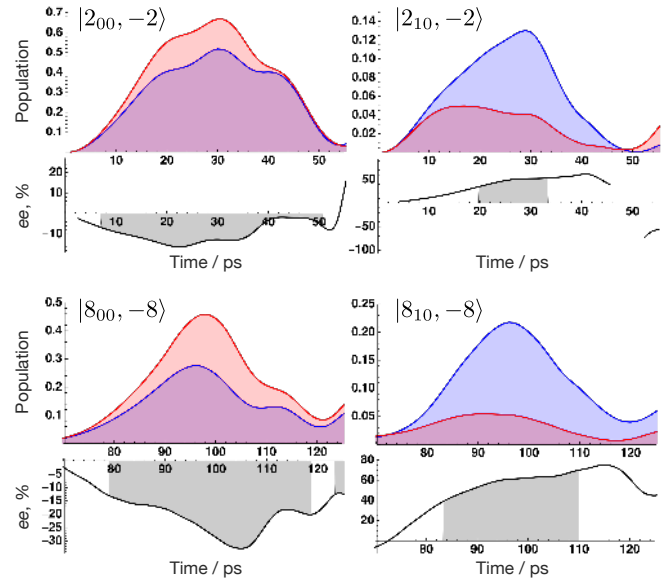 |2₀₀, −2⟩
|2₁₀, −2⟩
Population
0.7
0.6
0.5
0.4
0.3
0.2
0.1
10 20 30 40 50
0.14
0.12
0.10
0.08
0.06
0.04
0.02
10 20 30 40 50
ee, %
20
10
-10
10 20 30 40 50
Time / ps
50
-50
-100
10 20 30 40 50
Time / ps
|8₀₀, −8⟩
|8₁₀, −8⟩
Population
0.5
0.4
0.3
0.2
0.1
80 90 100 110 120
0.25
0.20
0.15
0.10
0.05
80 90 100 110 120
ee, %
80 90 100 110 120
-5
-10
-15
-20
-25
-30
Time / ps
80
60
40
20
80 90 100 110 120
Time / ps